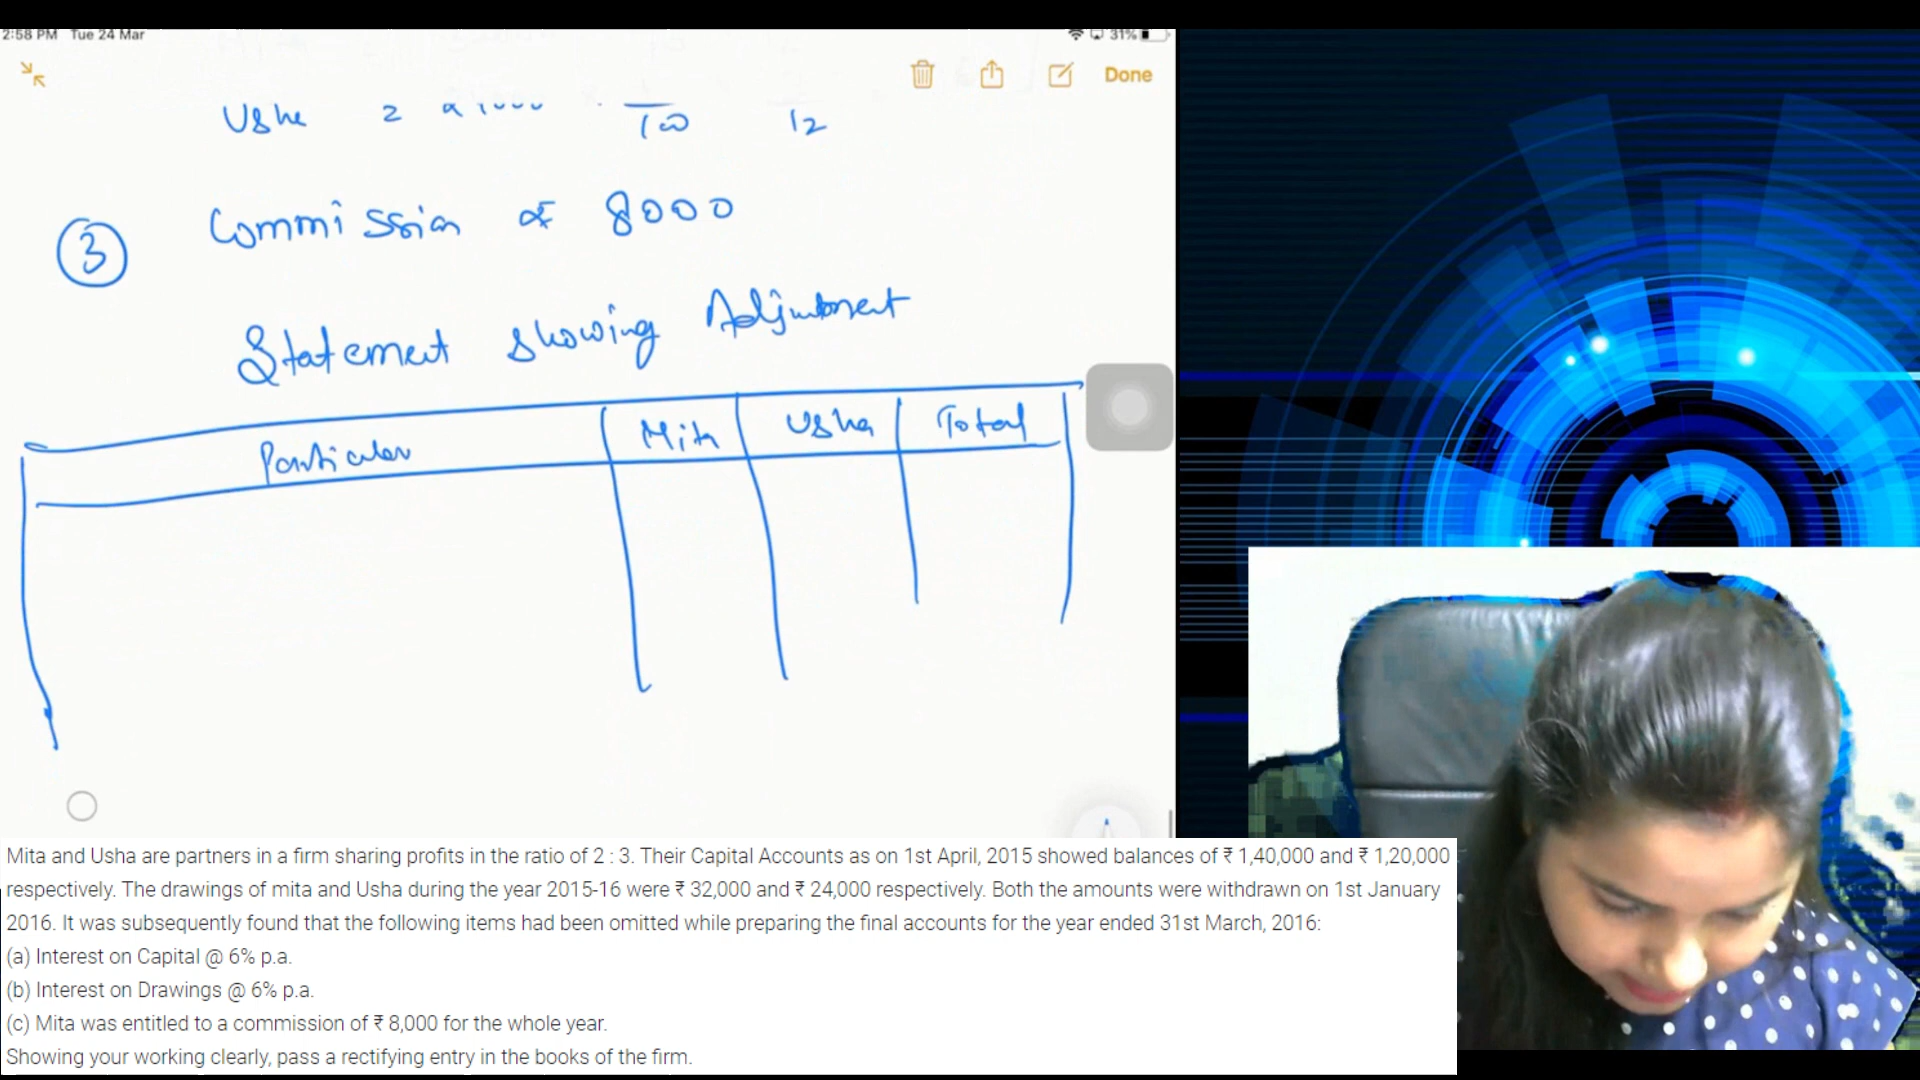 2:58 PM Tue 24 Mar 31%
Done
Usha 2 12
3 Commission of 8000
Statement showing Adjustment
Particular Mita Usha Total
Mita and Usha are partners in a firm sharing profits in the ratio of 2 : 3. Their Capital Accounts as on 1st April, 2015 showed balances of ₹ 1,40,000 and ₹ 1,20,000
respectively. The drawings of mita and Usha during the year 2015-16 were ₹ 32,000 and ₹ 24,000 respectively. Both the amounts were withdrawn on 1st January
2016. It was subsequently found that the following items had been omitted while preparing the final accounts for the year ended 31st March, 2016:
(a) Interest on Capital @ 6% p.a.
(b) Interest on Drawings @ 6% p.a.
(c) Mita was entitled to a commission of ₹ 8,000 for the whole year.
Showing your working clearly, pass a rectifying entry in the books of the firm.